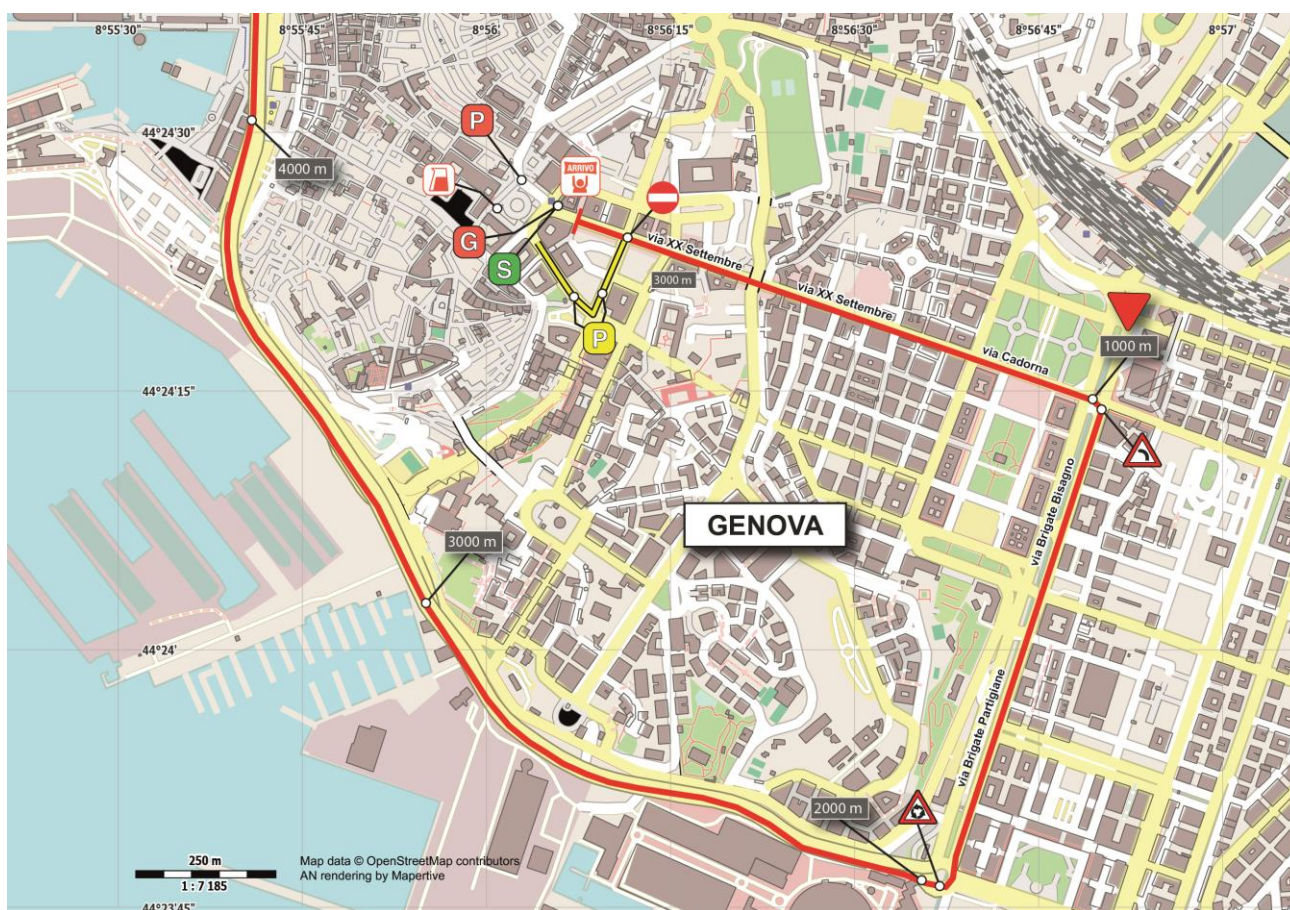 8°55'30" 8°55'45" 8°56' 8°56'15" 8°56'30" 8°56'45" 8°57'
44°24'30"
P
4000 m
ARRIVO
G
S
via XX Settembre
3000 m
via XX Settembre
P
1000 m
via Cadorna
44°24'15"
via Brigate Bisagno
GENOVA
3000 m
44°24'
via Brigate Partigiane
2000 m
250 m
1 : 7 185
Map data © OpenStreetMap contributors
AN rendering by Mapertive
44°23'45"